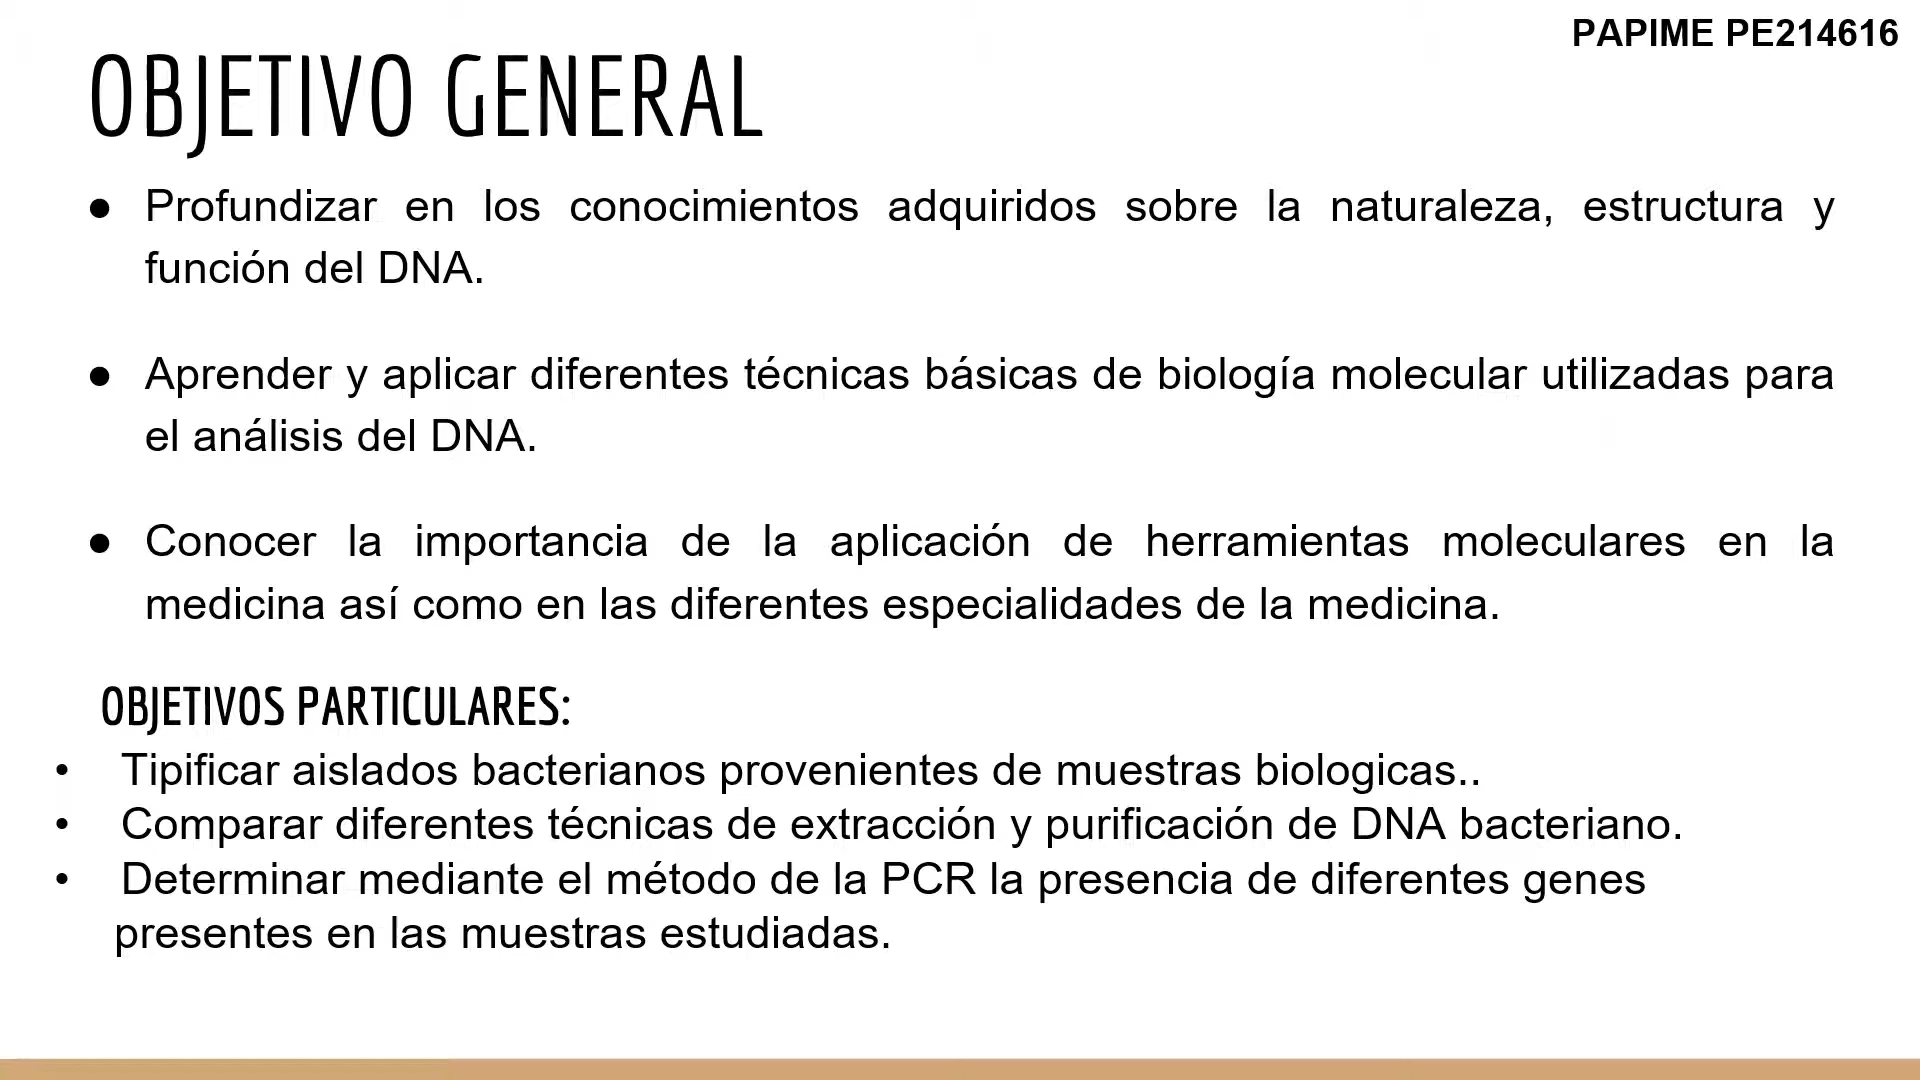 PAPIME PE214616
OBJETIVO GENERAL
● Profundizar en los conocimientos adquiridos sobre la naturaleza, estructura y
función del DNA.
● Aprender y aplicar diferentes técnicas básicas de biología molecular utilizadas para
el análisis del DNA.
● Conocer la importancia de la aplicación de herramientas moleculares en la
medicina así como en las diferentes especialidades de la medicina.
OBJETIVOS PARTICULARES:
• Tipificar aislados bacterianos provenientes de muestras biologicas..
• Comparar diferentes técnicas de extracción y purificación de DNA bacteriano.
• Determinar mediante el método de la PCR la presencia de diferentes genes
presentes en las muestras estudiadas.